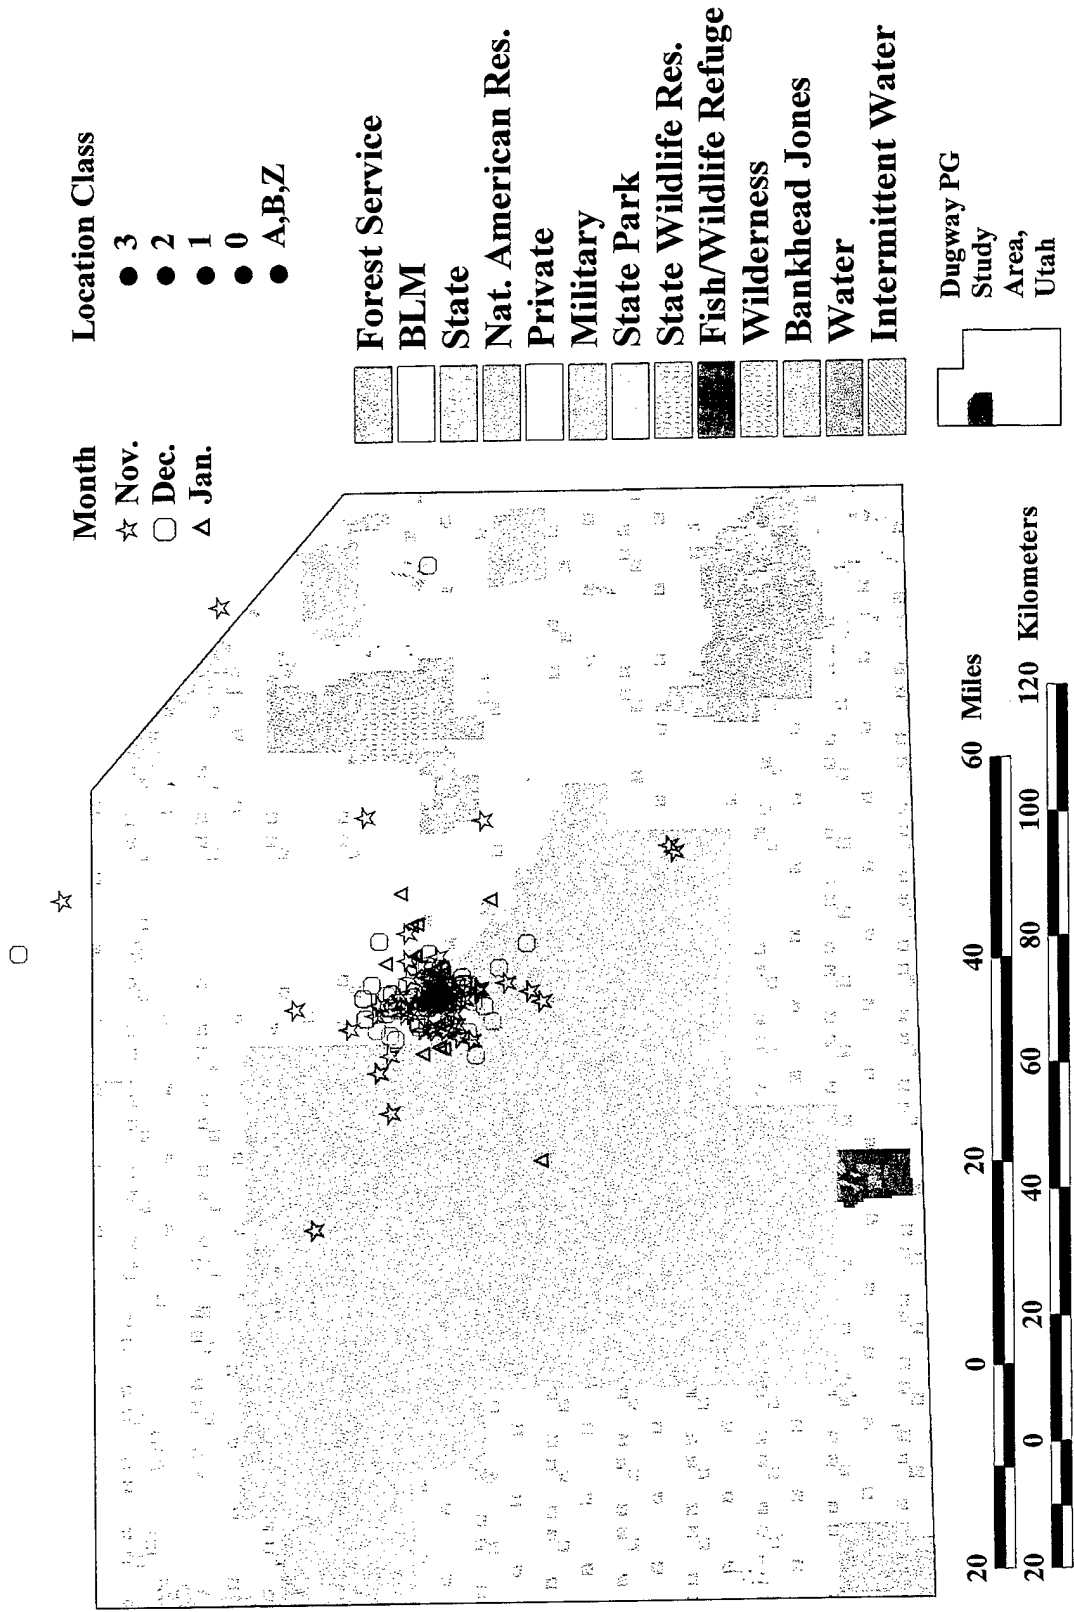 Month
Nov.
Dec.
Jan.
Location Class
3
2
1
0
A,B,Z
Forest Service
BLM
State
Nat. American Res.
Private
Military
State Park
State Wildlife Res.
Fish/Wildlife Refuge
Wilderness
Bankhead Jones
Water
Intermittent Water
Dugway PG
Study
Area,
Utah
20 0 20 40 60 Miles
20 0 20 40 60 80 100 120 Kilometers